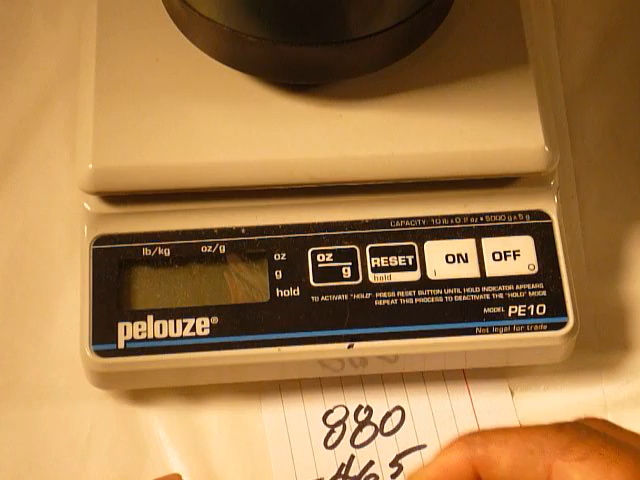 CAPACITY: 10 lb x 0.2 oz • 5000 g x 5 g
lb/kg oz/g
oz
g
hold
oz
g
RESET
hold
ON
I
OFF
O
TO ACTIVATE "HOLD", PRESS RESET BUTTON UNTIL HOLD INDICATOR APPEARS
REPEAT THIS PROCESS TO DEACTIVATE THE "HOLD" MODE
pelouze®
MODEL PE10
Not legal for trade
880